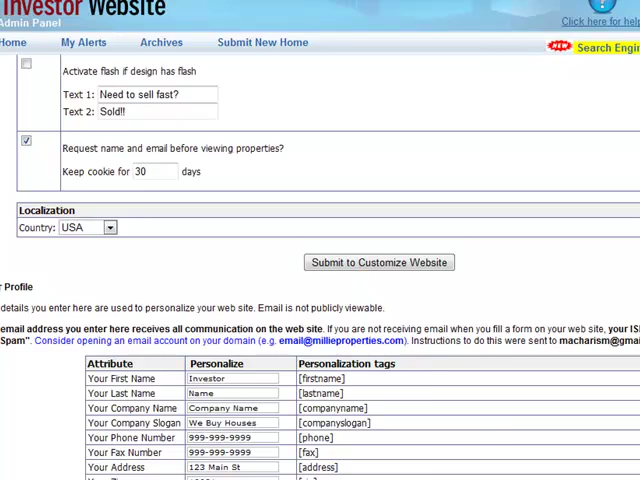 Investor Website
Admin Panel
Click here for help
Home My Alerts Archives Submit New Home
NEW Search Engin
Activate flash if design has flash
Text 1: Need to sell fast?
Text 2: Sold!!
Request name and email before viewing properties?
Keep cookie for 30 days
Localization
Country: USA
Submit to Customize Website
r Profile
details you enter here are used to personalize your web site. Email is not publicly viewable.
email address you enter here receives all communication on the web site. If you are not receiving email when you fill a form on your web site, your IS
Spam". Consider opening an email account on your domain (e.g. email@millieproperties.com). Instructions to do this were sent to macharism@gma
Attribute Personalize Personalization tags
Your First Name Investor [firstname]
Your Last Name Name [lastname]
Your Company Name Company Name [companyname]
Your Company Slogan We Buy Houses [companyslogan]
Your Phone Number 999-999-9999 [phone]
Your Fax Number 999-999-9999 [fax]
Your Address 123 Main St [address]